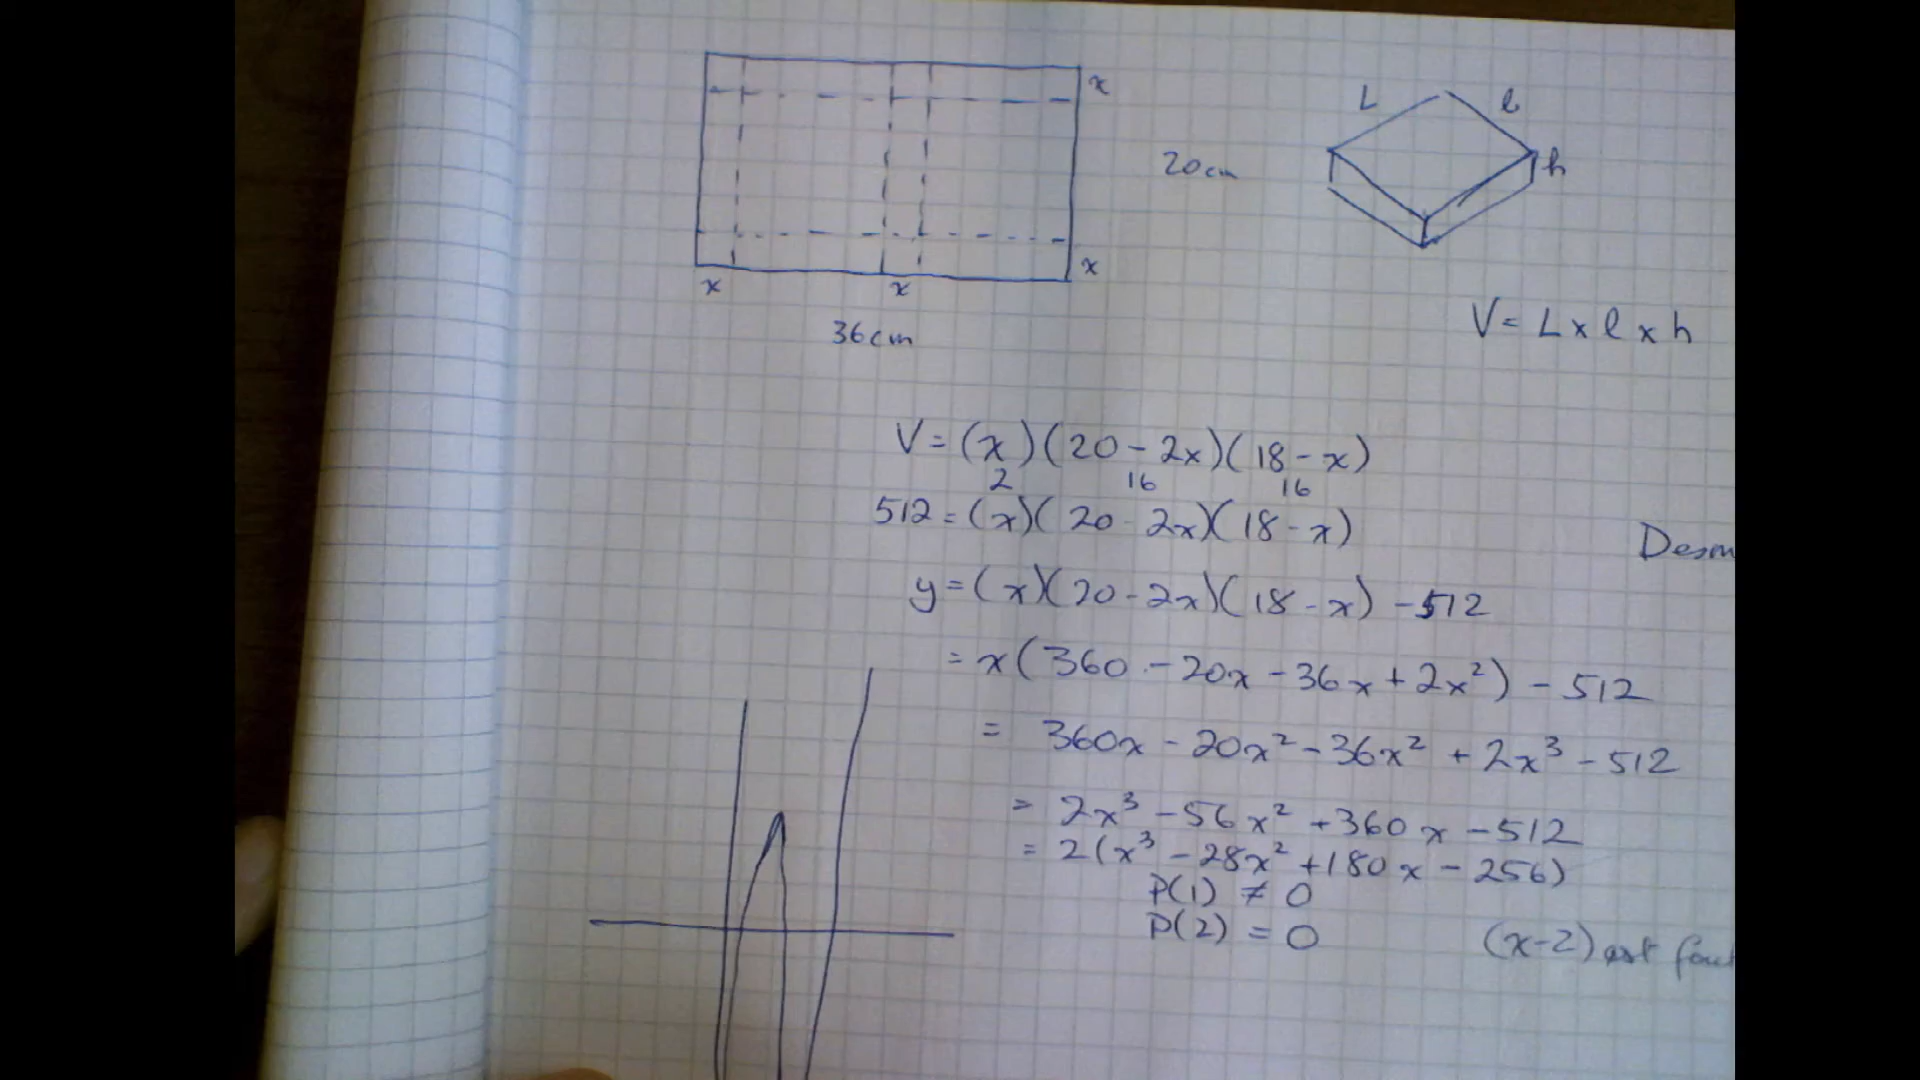 x
L l
20cm h
x
x x
36cm
V = L x l x h
V = (x)(20 - 2x)(18 - x)
2 16 16
512 = (x)(20 - 2x)(18 - x)
Desm
y = (x)(20 - 2x)(18 - x) - 512
= x(360 - 20x - 36x + 2x²) - 512
= 360x - 20x² - 36x² + 2x³ - 512
= 2x³ - 56x² + 360x - 512
= 2(x³ - 28x² + 180x - 256)
P(1) ≠ 0
P(2) = 0 (x-2) est